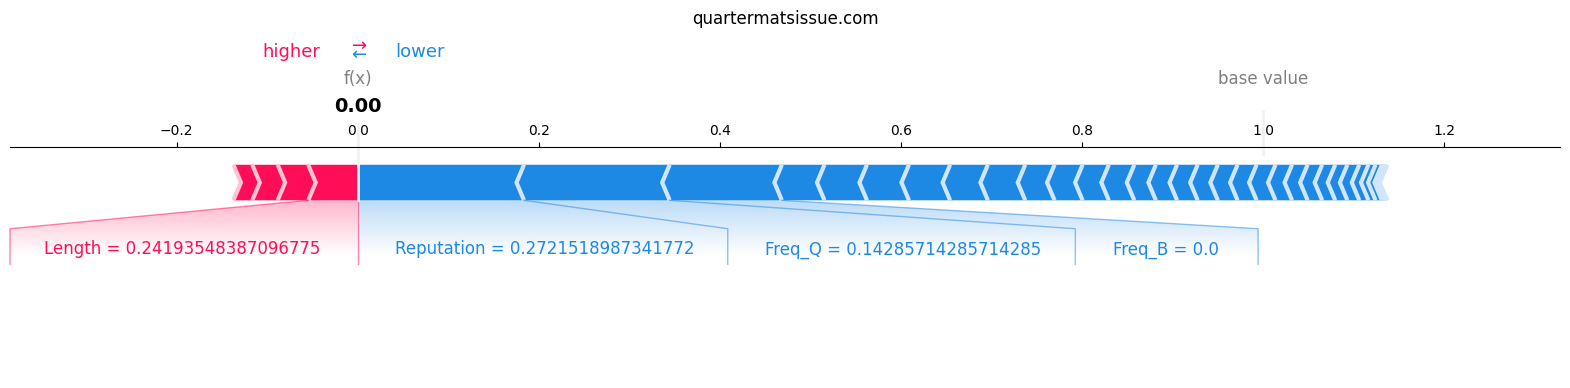 quartermatsissue.com
higher ⇄ lower
f(x)
base value
0.00
−0.2
0.0
0.2
0.4
0.6
0.8
1.0
1.2
Length = 0.24193548387096775
Reputation = 0.2721518987341772
Freq_Q = 0.14285714285714285
Freq_B = 0.0